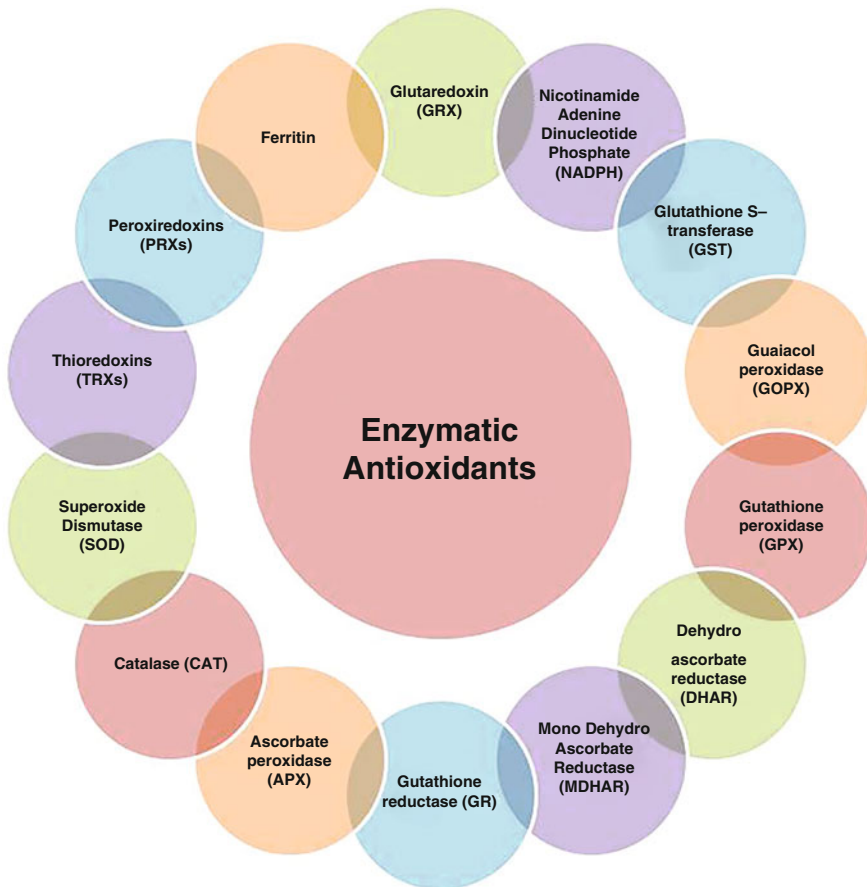 Glutaredoxin
(GRX)
Nicotinamide
Adenine
Dinucleotide
Phosphate
(NADPH)
Glutathione S–
transferase
(GST)
Guaiacol
peroxidase
(GOPX)
Gutathione
peroxidase
(GPX)
Dehydro
ascorbate
reductase
(DHAR)
Mono Dehydro
Ascorbate
Reductase
(MDHAR)
Gutathione
reductase (GR)
Ascorbate
peroxidase
(APX)
Catalase (CAT)
Superoxide
Dismutase
(SOD)
Thioredoxins
(TRXs)
Peroxiredoxins
(PRXs)
Ferritin
Enzymatic
Antioxidants